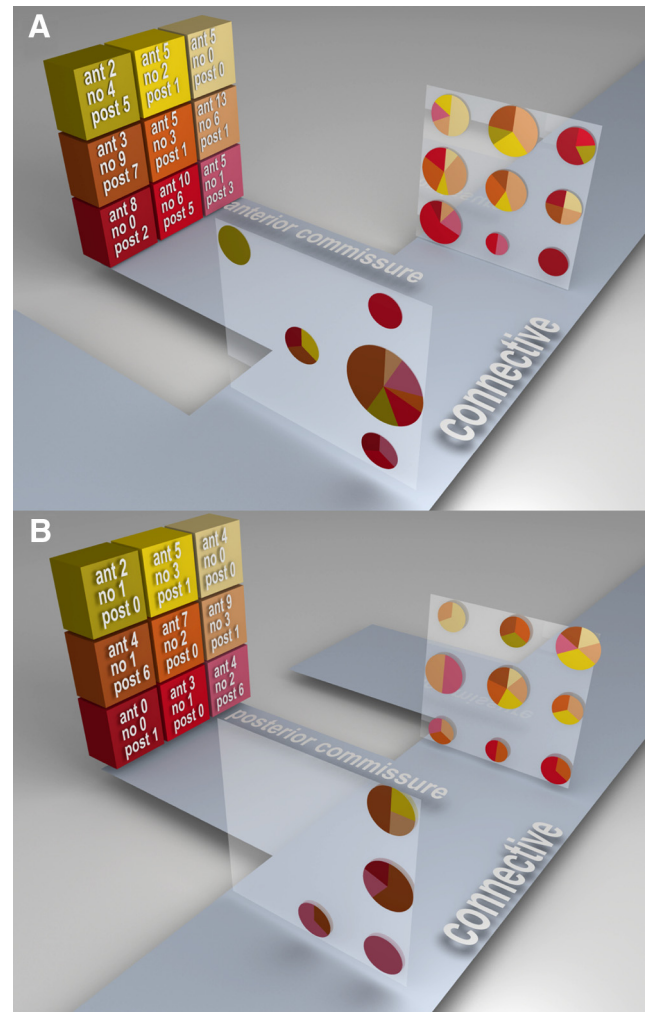 A
ant 2
no 4
post 5
ant 5
no 2
post 1
ant 5
no 0
post 0
ant 3
no 9
post 7
ant 5
no 3
post 1
ant 13
no 6
post 1
ant 8
no 0
post 2
ant 10
no 6
post 5
ant 5
no 1
post 3
anterior commissure
connective
B
ant 2
no 1
post 0
ant 5
no 3
post 1
ant 4
no 0
post 0
ant 4
no 1
post 6
ant 7
no 2
post 0
ant 9
no 3
post 1
ant 0
no 0
post 1
ant 3
no 1
post 0
ant 4
no 2
post 6
posterior commissure
connective